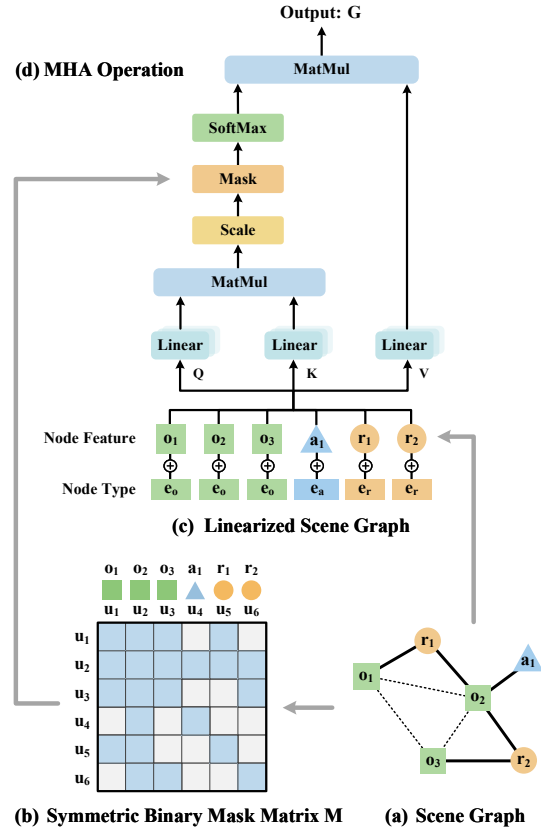 Output: G
(d) MHA Operation
MatMul
SoftMax
Mask
Scale
MatMul
Linear Linear Linear
Q K V
Node Feature o₁ o₂ o₃ a₁ r₁ r₂
Node Type eₒ eₒ eₒ eₐ eᵣ eᵣ
(c) Linearized Scene Graph
o₁ o₂ o₃ a₁ r₁ r₂
u₁ u₂ u₃ u₄ u₅ u₆
u₁
u₂
u₃
u₄
u₅
u₆
r₁
a₁
o₁
o₂
o₃
r₂
(b) Symmetric Binary Mask Matrix M
(a) Scene Graph